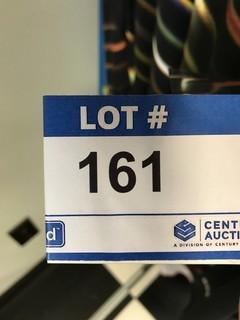 LOT #
161
d
CENT
AUCTI
A DIVISION OF CENTURY